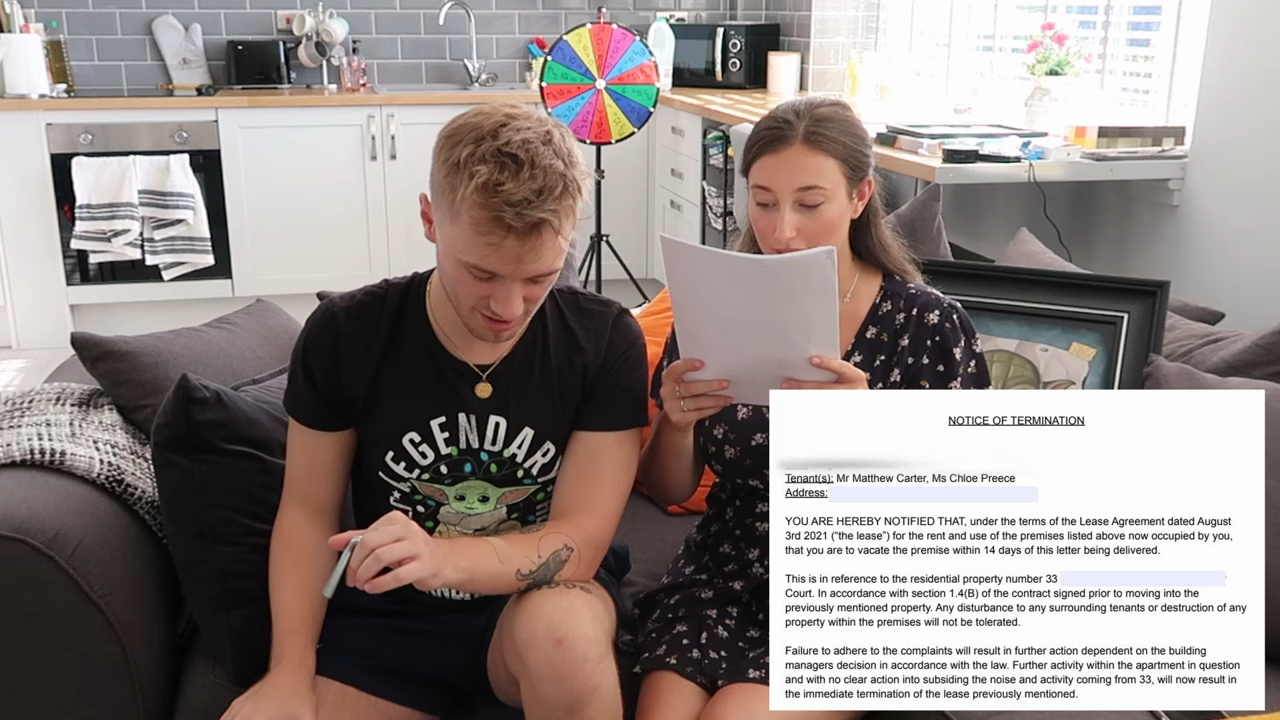 LEGENDARY
NOTICE OF TERMINATION
Tenant(s): Mr Matthew Carter, Ms Chloe Preece
Address:
YOU ARE HEREBY NOTIFIED THAT, under the terms of the Lease Agreement dated August
3rd 2021 (“the lease”) for the rent and use of the premises listed above now occupied by you,
that you are to vacate the premise within 14 days of this letter being delivered.
This is in reference to the residential property number 33
Court. In accordance with section 1.4(B) of the contract signed prior to moving into the
previously mentioned property. Any disturbance to any surrounding tenants or destruction of any
property within the premises will not be tolerated.
Failure to adhere to the complaints will result in further action dependent on the building
managers decision in accordance with the law. Further activity within the apartment in question
and with no clear action into subsiding the noise and activity coming from 33, will now result in
the immediate termination of the lease previously mentioned.